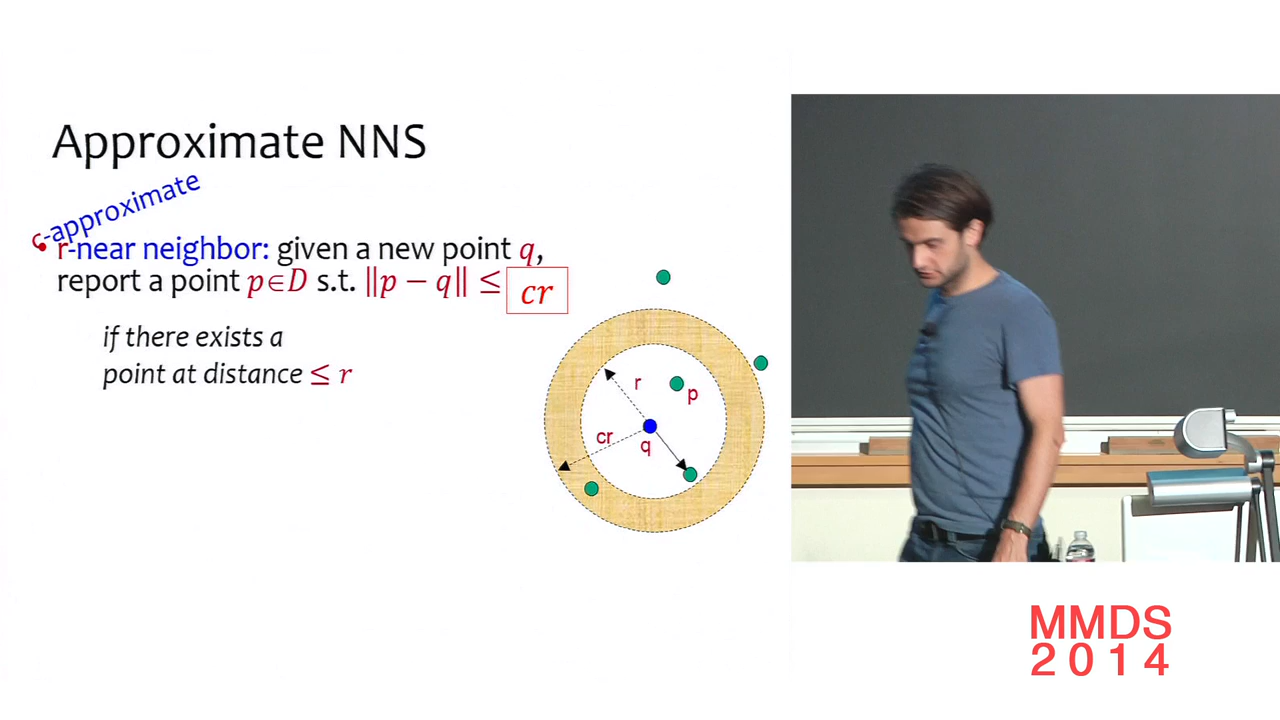 Approximate NNS
c-approximate
• r-near neighbor: given a new point q,
report a point p∈D s.t. ‖p − q‖ ≤ cr
if there exists a
point at distance ≤ r
r
p
cr
q
MMDS
2014